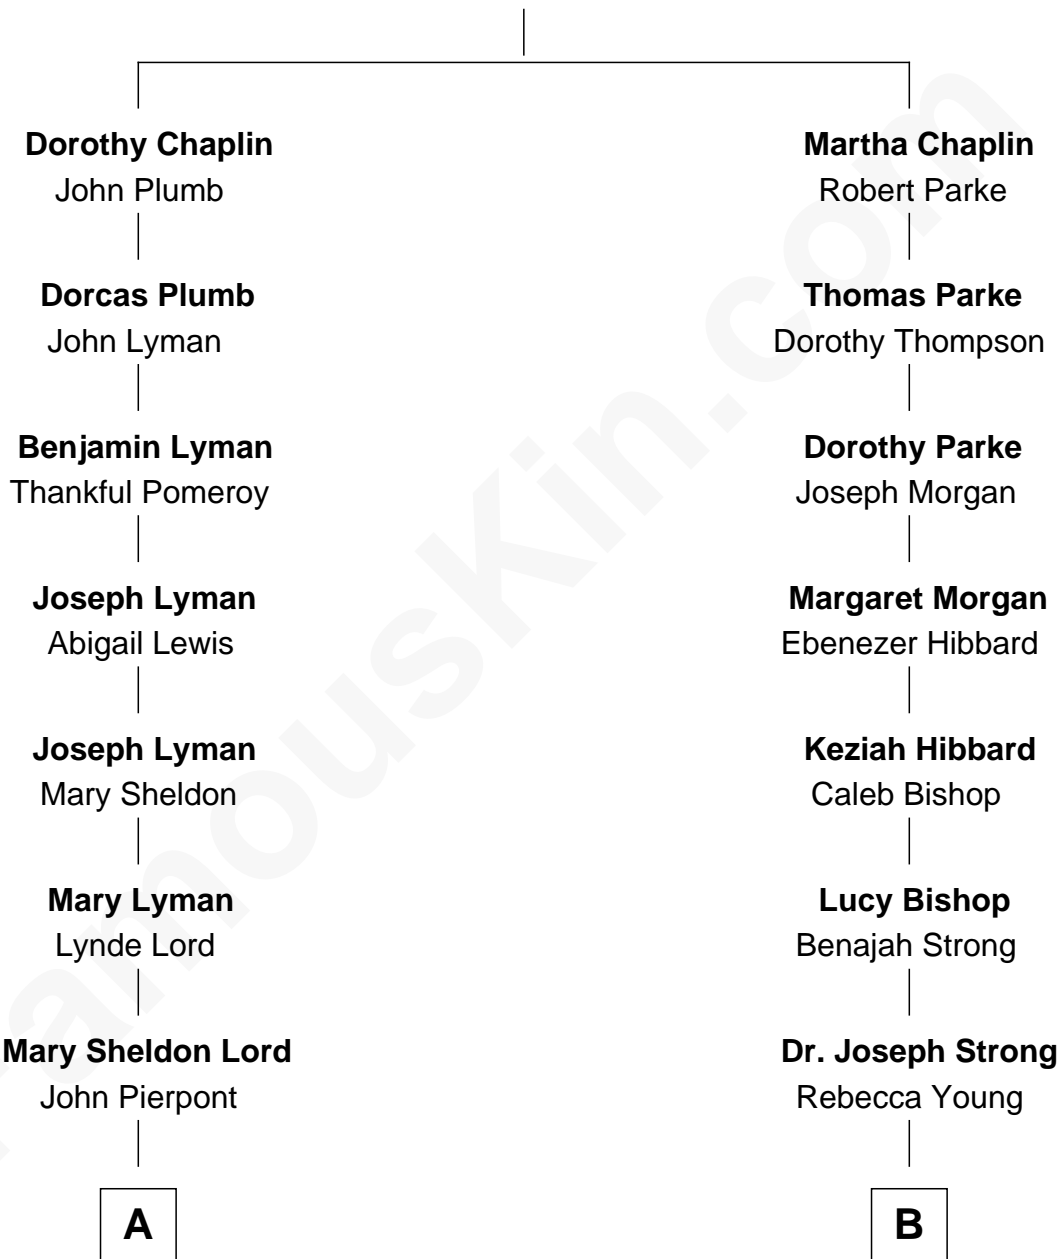 Dorothy Chaplin
John Plumb
Dorcas Plumb
John Lyman
Benjamin Lyman
Thankful Pomeroy
Joseph Lyman
Abigail Lewis
Joseph Lyman
Mary Sheldon
Mary Lyman
Lynde Lord
Mary Sheldon Lord
John Pierpont
A
Martha Chaplin
Robert Parke
Thomas Parke
Dorothy Thompson
Dorothy Parke
Joseph Morgan
Margaret Morgan
Ebenezer Hibbard
Keziah Hibbard
Caleb Bishop
Lucy Bishop
Benajah Strong
Dr. Joseph Strong
Rebecca Young
B
FamousKin.com